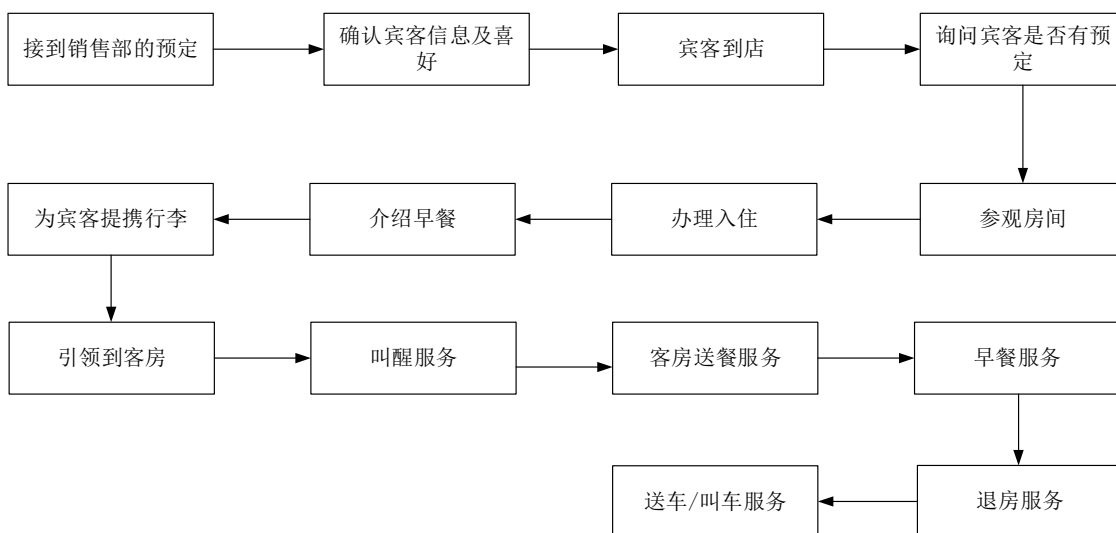 接到销售部的预定
确认宾客信息及喜
好
宾客到店
询问宾客是否有预
定
为宾客提携行李
介绍早餐
办理入住
参观房间
引领到客房
叫醒服务
客房送餐服务
早餐服务
送车/叫车服务
退房服务